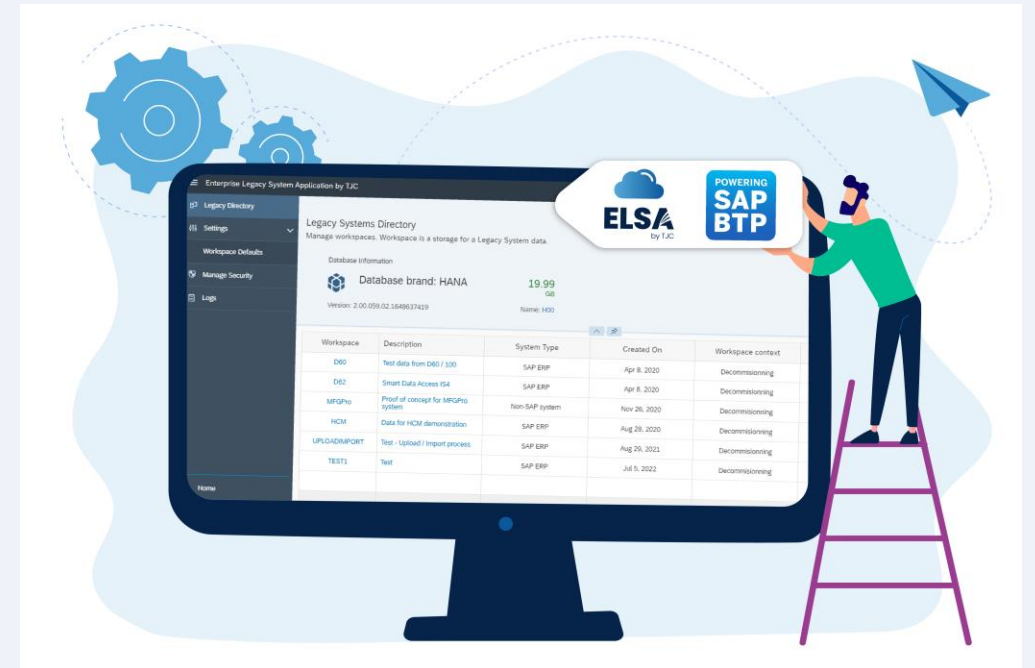 Enterprise Legacy System Application by TJC
Legacy Directory
Settings
Workspace Defaults
Manage Security
Logs
Home
Legacy Systems Directory
Manage workspaces. Workspace is a storage for a Legacy System data.
Database Information
Database brand: HANA
19.99
GB
Version: 2.00.059.02.1648637419
Name: H00
Workspace Description System Type Created On Workspace context
D60 Test data from D60 / 100 SAP ERP Apr 8, 2020 Decommisionning
D62 Smart Data Access IS4 SAP ERP Apr 8, 2020 Decommisionning
MFGPro Proof of concept for MFGPro system Non-SAP system Nov 26, 2020 Decommisionning
HCM Data for HCM demonstration SAP ERP Aug 28, 2020 Decommisionning
UPLOADIMPORT Test - Upload / Import process SAP ERP Aug 29, 2021 Decommisionning
TEST1 Test SAP ERP Jul 5, 2022 Decommisionning
ELSA
by TJC
POWERING
SAP
BTP